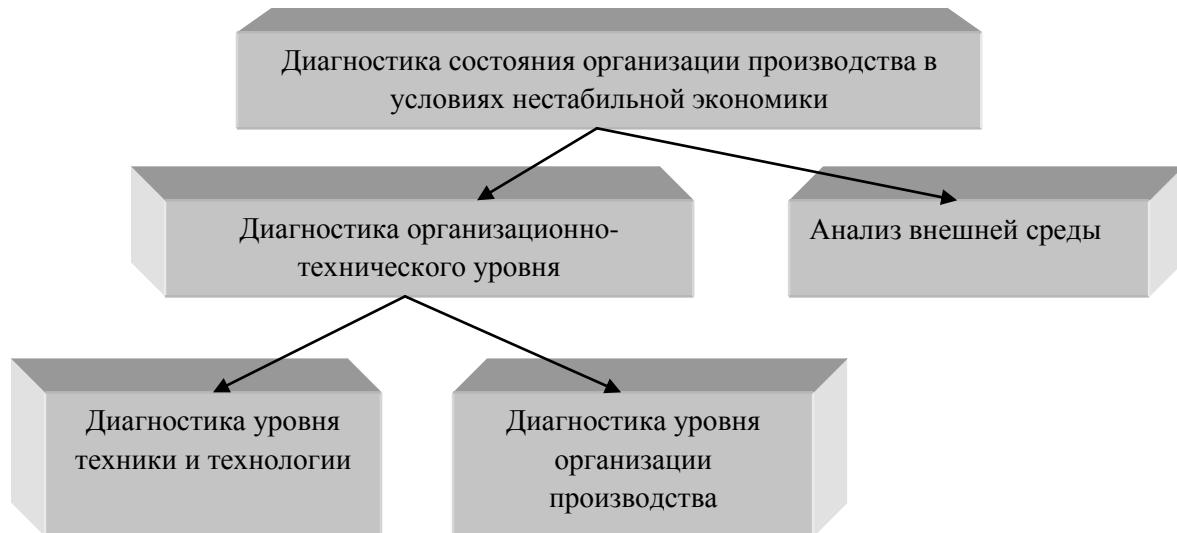 Диагностика состояния организации производства в
условиях нестабильной экономики
Диагностика организационно-
технического уровня
Анализ внешней среды
Диагностика уровня
техники и технологии
Диагностика уровня
организации
производства